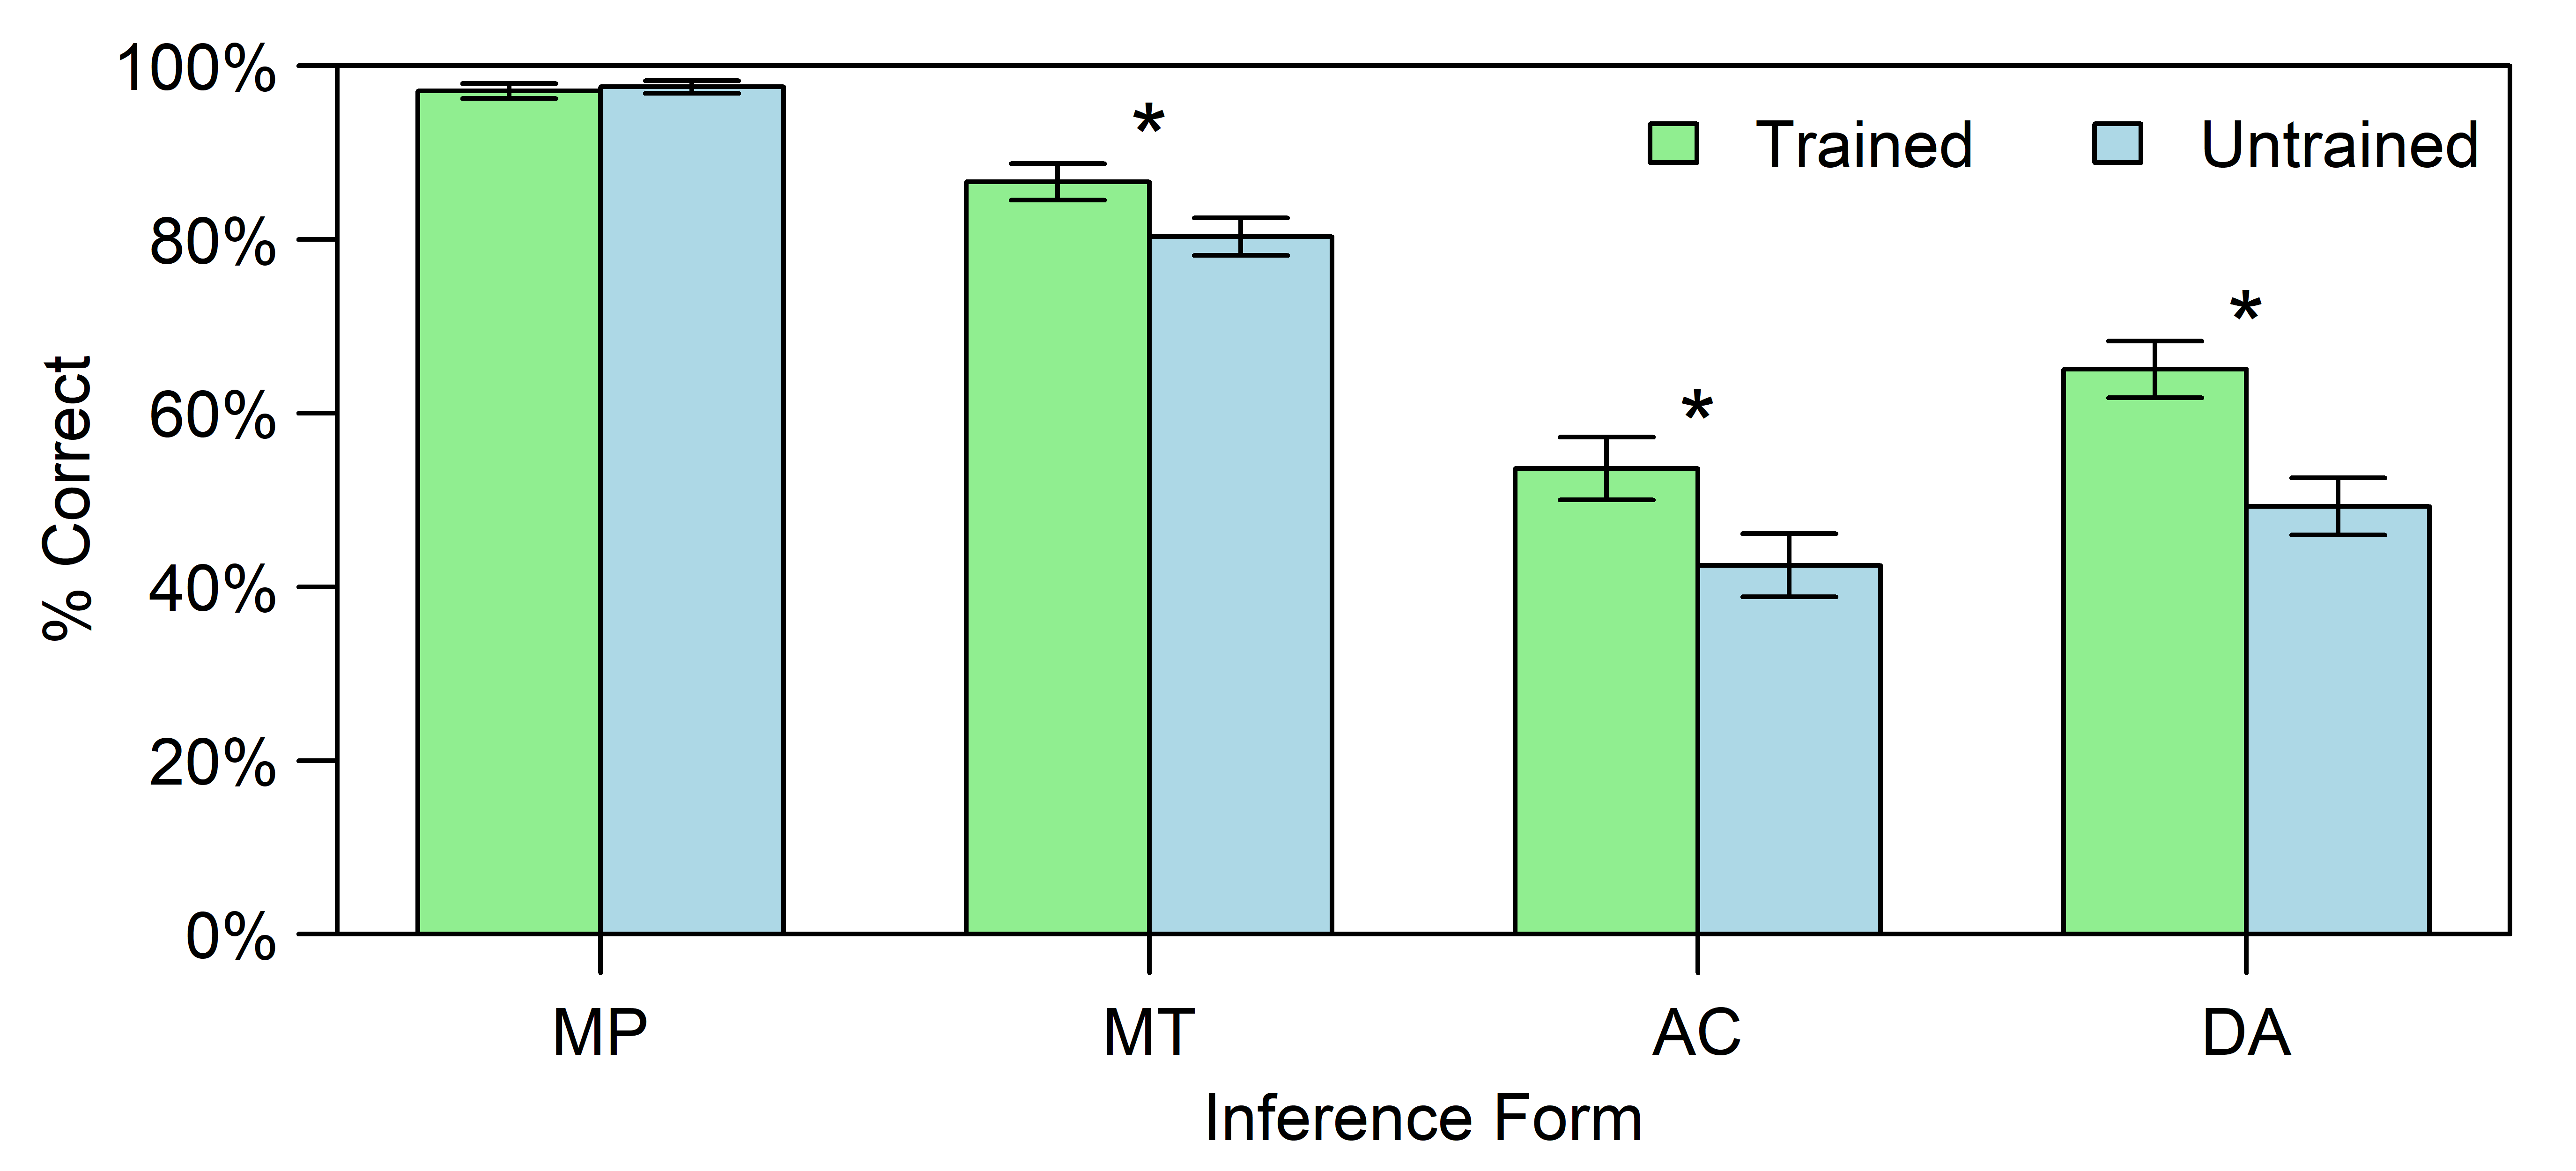 100%
80%
60%
40%
20%
0%
% Correct
* * *
Trained Untrained
MP MT AC DA
Inference Form